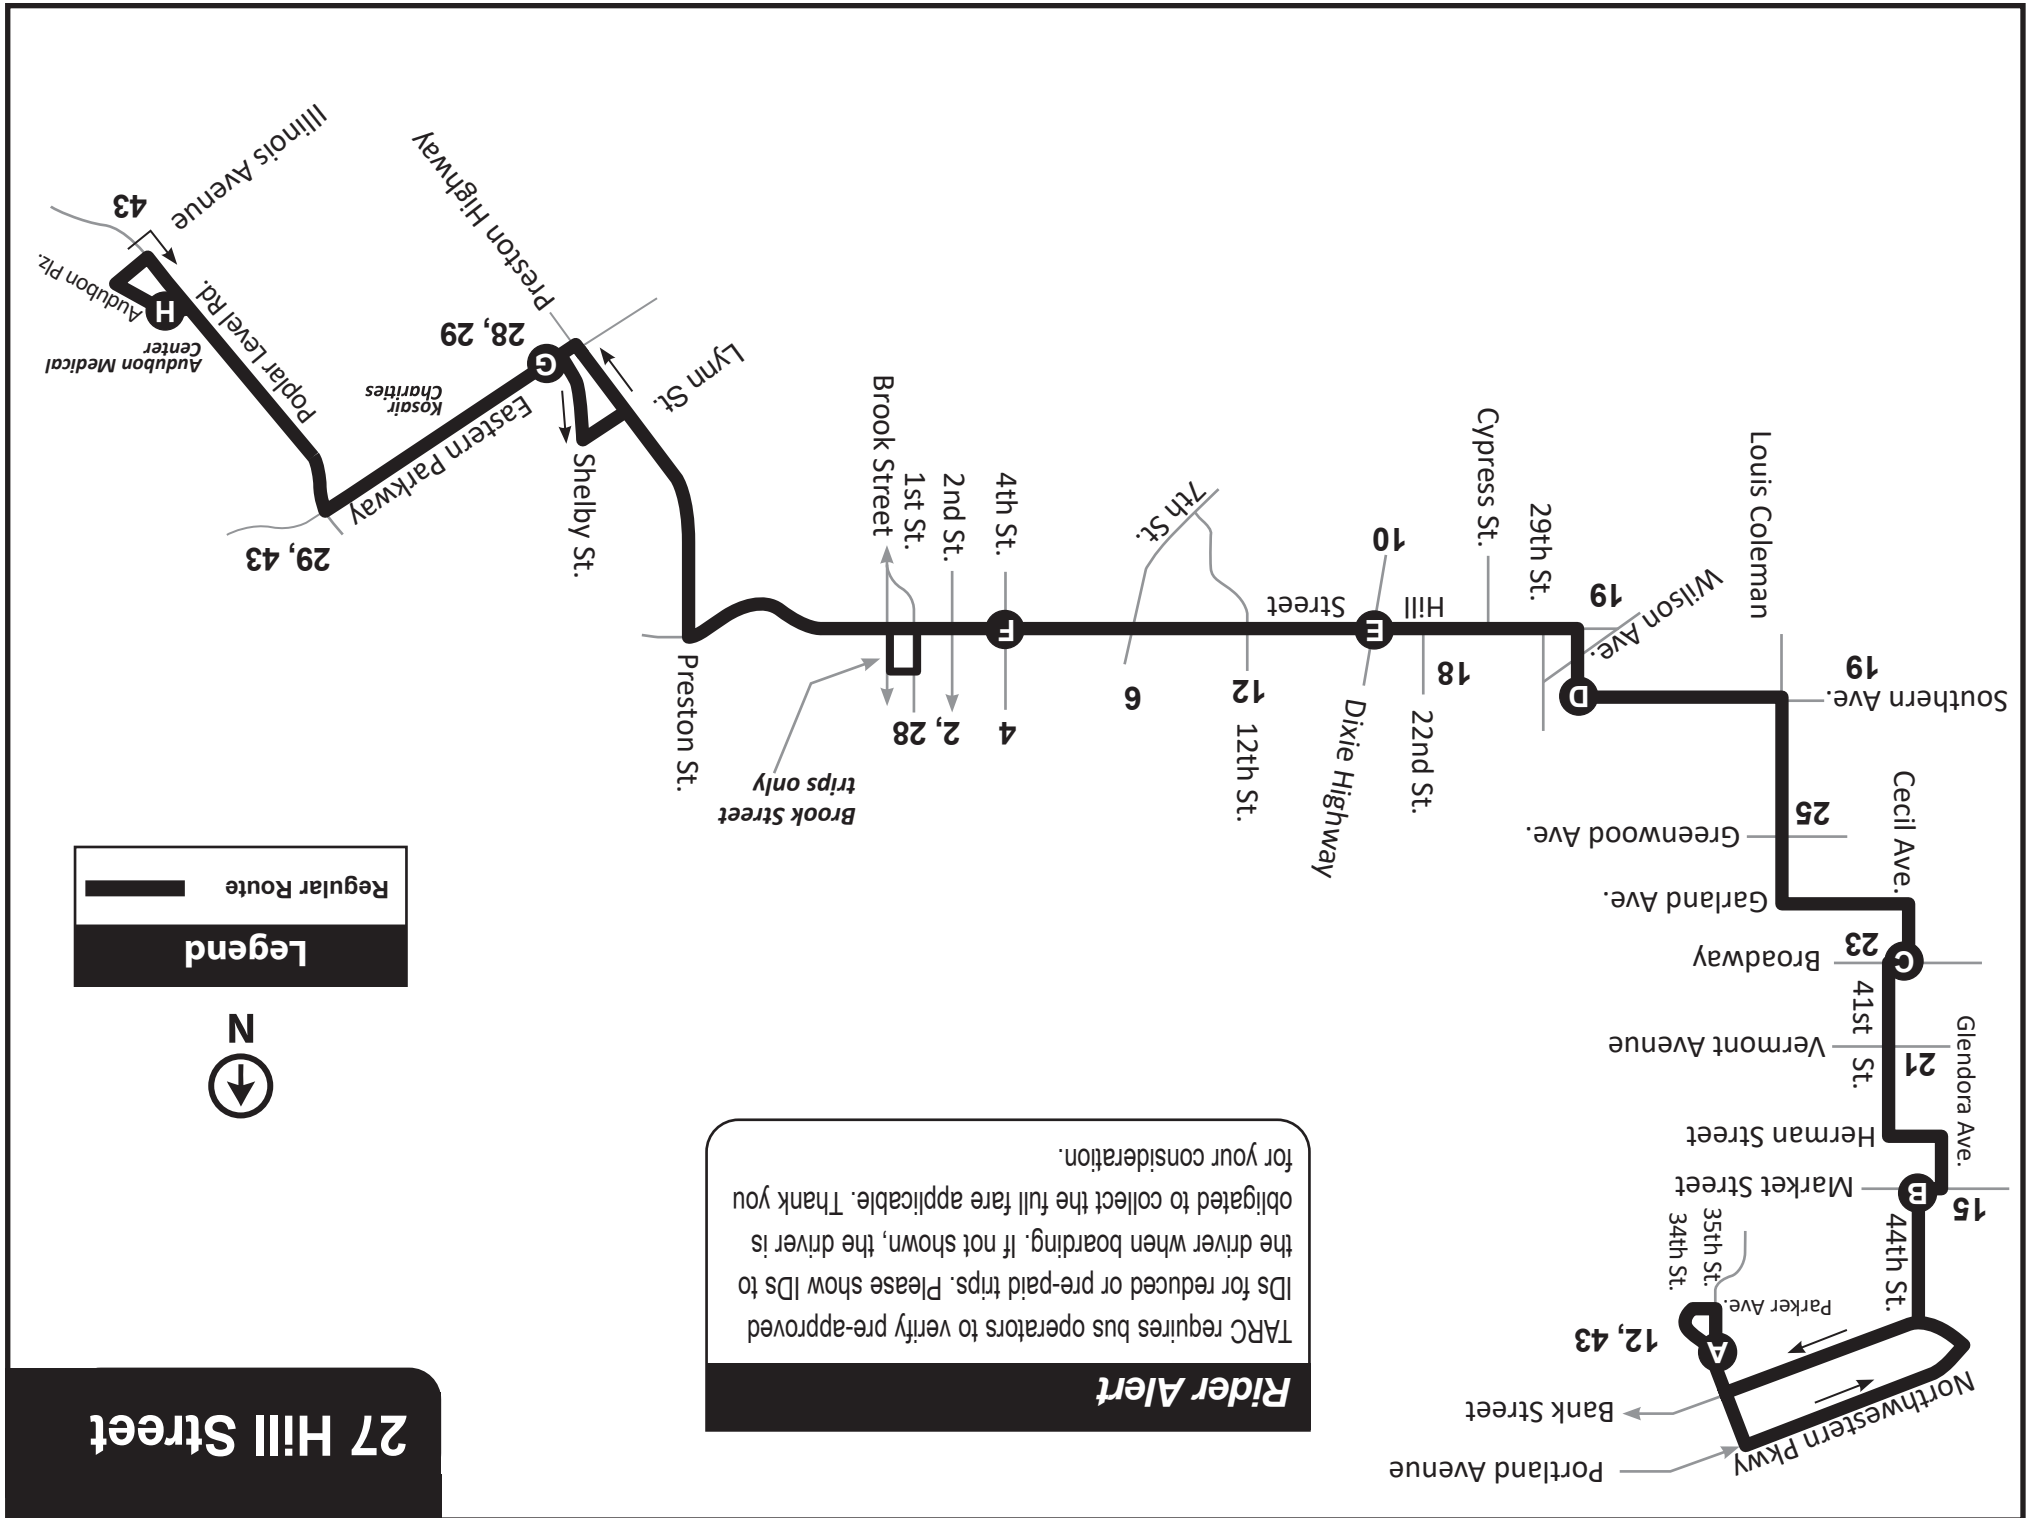 27 Hill Street
Rider Alert
TARC requires bus operators to verify pre-approved
IDs for reduced or pre-paid trips. Please show IDs to
the driver when boarding. If not shown, the driver is
obligated to collect the full fare applicable. Thank you
for your consideration.
Portland Avenue
Northwestern Pkwy
Bank Street
A
12, 43
Parker Ave.
35th St.
34th St.
44th St.
15
B
Market Street
Herman Street
Glendora Ave.
21
Vermont Avenue
41st St.
Broadway
C
23
Cecil Ave.
Garland Ave.
25
Greenwood Ave.
Southern Ave.
19
Louis Coleman
D
Wilson Ave.
19
29th St.
Cypress St.
18
22nd St.
Hill
Street
E
10
Dixie Highway
12
12th St.
7th St.
6
4
4th St.
F
2, 28
2nd St.
1st St.
Brook Street
Brook Street
trips only
Preston St.
Lynn St.
Shelby St.
Preston Highway
G
28, 29
Eastern Parkway
Kosair
Charities
29, 43
Poplar Level Rd.
Audubon Medical
Center
H
Audubon Plz.
43
Illinois Avenue
N
Legend
Regular Route